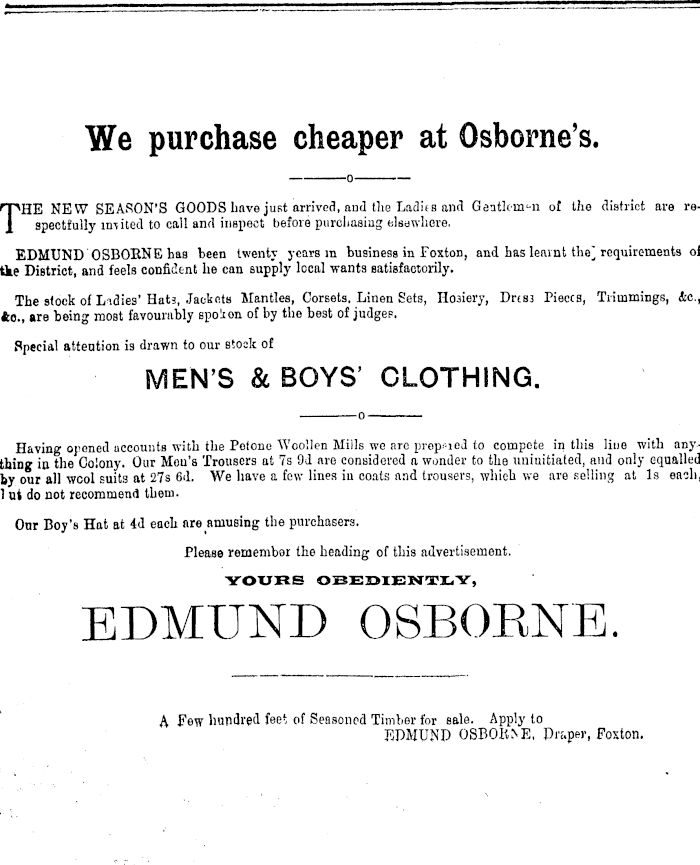 We purchase cheaper at Osborne's.
THE NEW SEASON'S GOODS have just arrived, and the Ladies and Gentlemen of the district are re-
spectfully invited to call and inspect before purchasing elsewhere.
EDMUND OSBORNE has been twenty years in business in Foxton, and has learnt the requirements of
the District, and feels confident he can supply local wants satisfactorily.
The stock of Ladies' Hats, Jackets Mantles, Corsets, Linen Sets, Hosiery, Dress Pieces, Trimmings, &c.,
&c., are being most favourably spoken of by the best of judges.
Special attention is drawn to our stock of
MEN'S & BOYS' CLOTHING.
Having opened accounts with the Petone Woollen Mills we are prepared to compete in this line with any-
thing in the Colony. Our Men's Trousers at 7s 9d are considered a wonder to the uninitiated, and only equalled
by our all wool suits at 27s 6d. We have a few lines in coats and trousers, which we are selling at 1s each,
but do not recommend them.
Our Boy's Hat at 4d each are amusing the purchasers.
Please remember the heading of this advertisement.
YOURS OBEDIENTLY,
EDMUND OSBORNE.
A Few hundred feet of Seasoned Timber for sale. Apply to
EDMUND OSBORNE, Draper, Foxton.